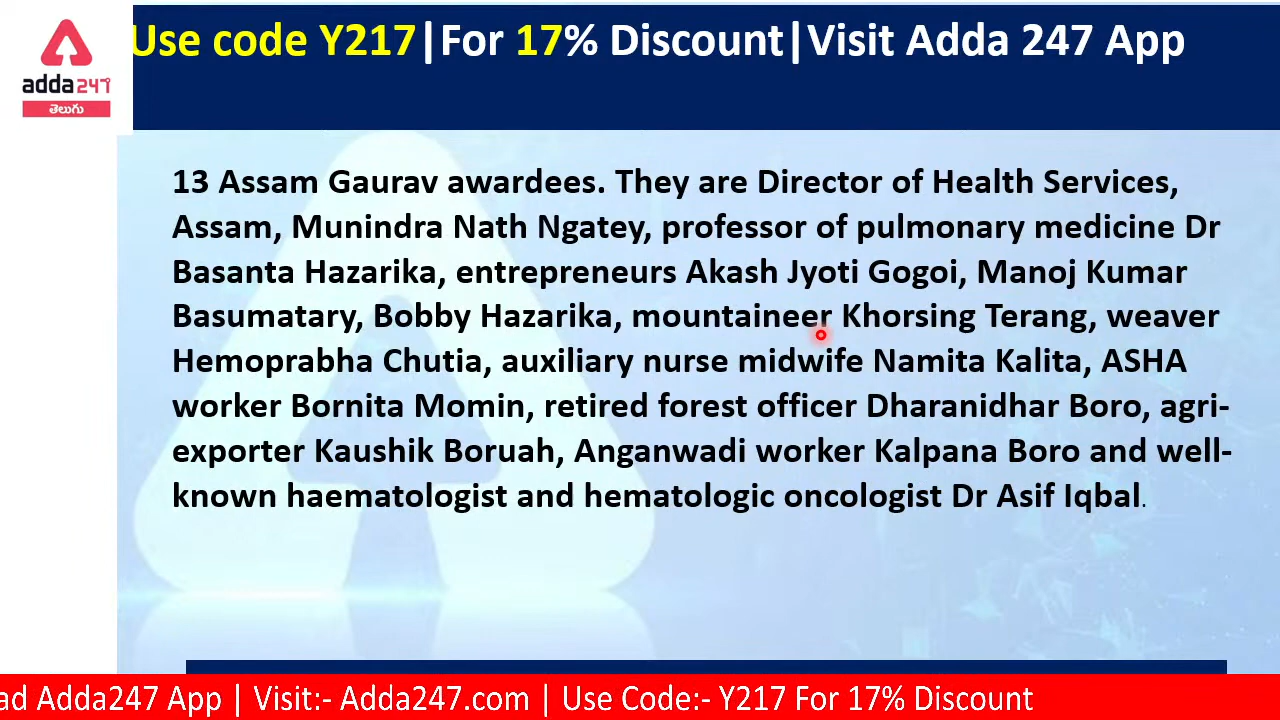 Use code Y217|For 17% Discount|Visit Adda 247 App
adda247
తెలుగు
13 Assam Gaurav awardees. They are Director of Health Services,
Assam, Munindra Nath Ngatey, professor of pulmonary medicine Dr
Basanta Hazarika, entrepreneurs Akash Jyoti Gogoi, Manoj Kumar
Basumatary, Bobby Hazarika, mountaineer Khorsing Terang, weaver
Hemoprabha Chutia, auxiliary nurse midwife Namita Kalita, ASHA
worker Bornita Momin, retired forest officer Dharanidhar Boro, agri-
exporter Kaushik Boruah, Anganwadi worker Kalpana Boro and well-
known haematologist and hematologic oncologist Dr Asif Iqbal.
ad Adda247 App | Visit:- Adda247.com | Use Code:- Y217 For 17% Discount